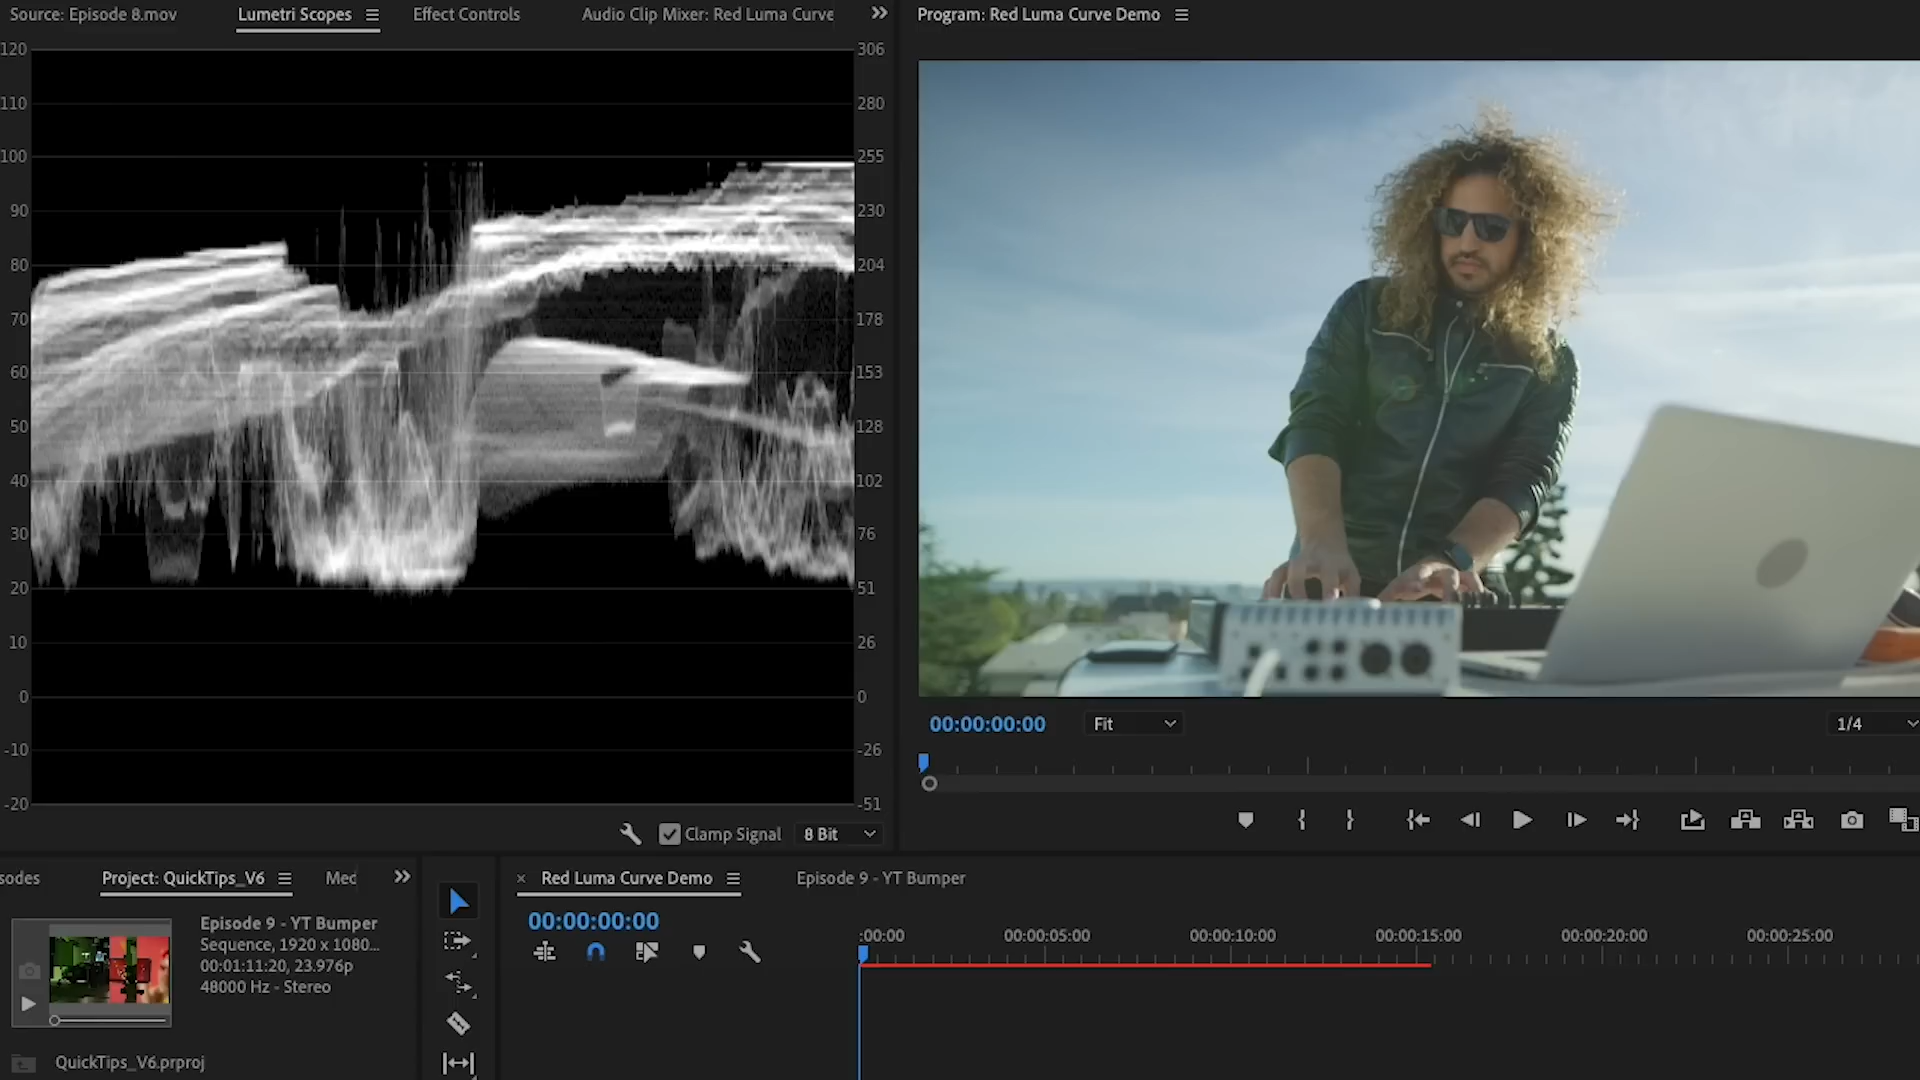 Source: Episode 8.mov
Lumetri Scopes
Effect Controls
Audio Clip Mixer: Red Luma Curve
Program: Red Luma Curve Demo
120
110
100
90
80
70
60
50
40
30
20
10
0
-10
-20
306
280
255
230
204
178
153
128
102
76
51
26
0
-26
-51
Clamp Signal
8 Bit
00:00:00:00
Fit
1/4
sodes
Project: QuickTips_V6
Med
Episode 9 - YT Bumper
Sequence, 1920 x 1080...
00:01:11:20, 23.976p
48000 Hz - Stereo
QuickTips_V6.prproj
Red Luma Curve Demo
Episode 9 - YT Bumper
00:00:00:00
:00:00
00:00:05:00
00:00:10:00
00:00:15:00
00:00:20:00
00:00:25:00